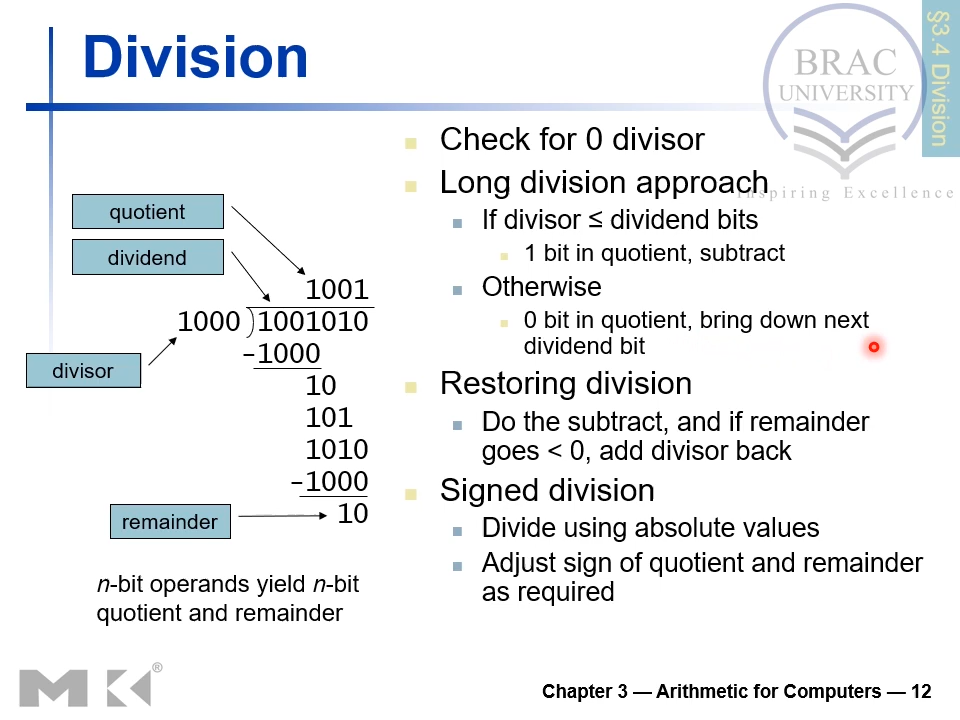 Division
§3.4 Division
BRAC
UNIVERSITY
Inspiring Excellence
quotient
dividend
divisor
remainder
1001
1000 )1001010
-1000
10
101
1010
-1000
10
n-bit operands yield n-bit
quotient and remainder
Check for 0 divisor
Long division approach
If divisor ≤ dividend bits
1 bit in quotient, subtract
Otherwise
0 bit in quotient, bring down next
dividend bit
Restoring division
Do the subtract, and if remainder
goes < 0, add divisor back
Signed division
Divide using absolute values
Adjust sign of quotient and remainder
as required
MK®
Chapter 3 — Arithmetic for Computers — 12